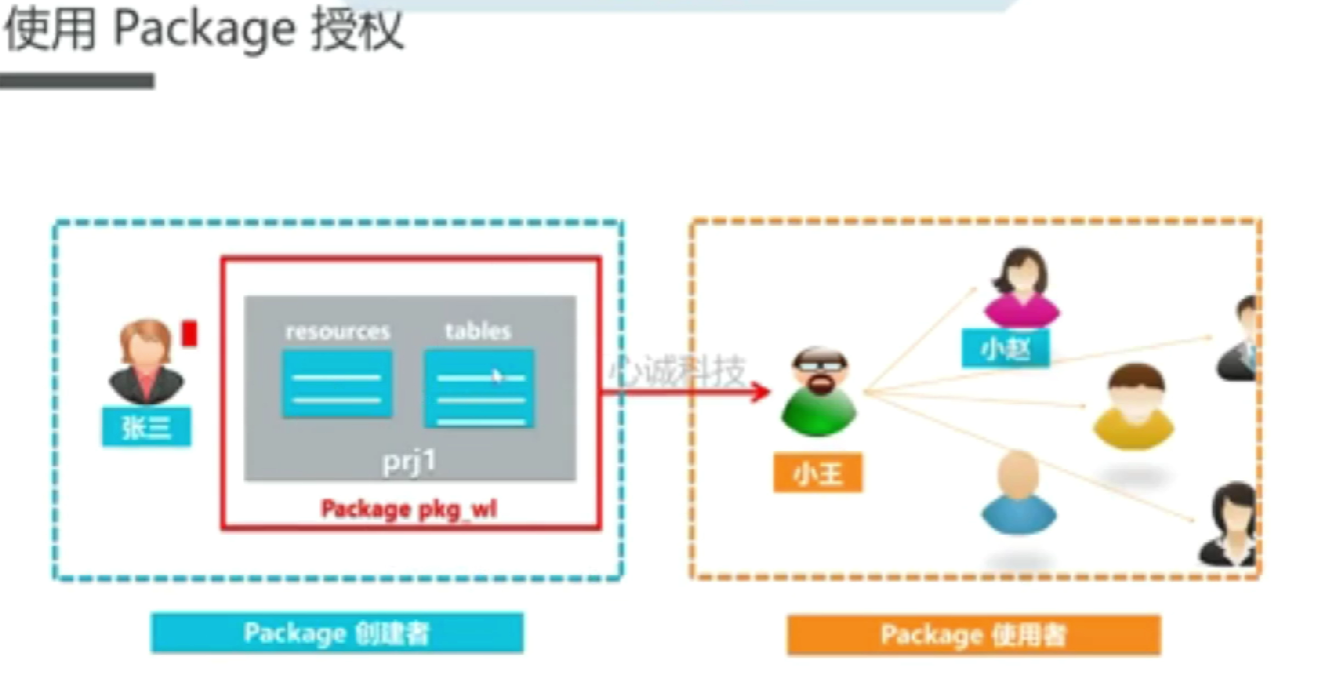 使用 Package 授权
resources
tables
张三
prj1
Package pkg_wl
心诚科技
小赵
小王
Package 创建者
Package 使用者